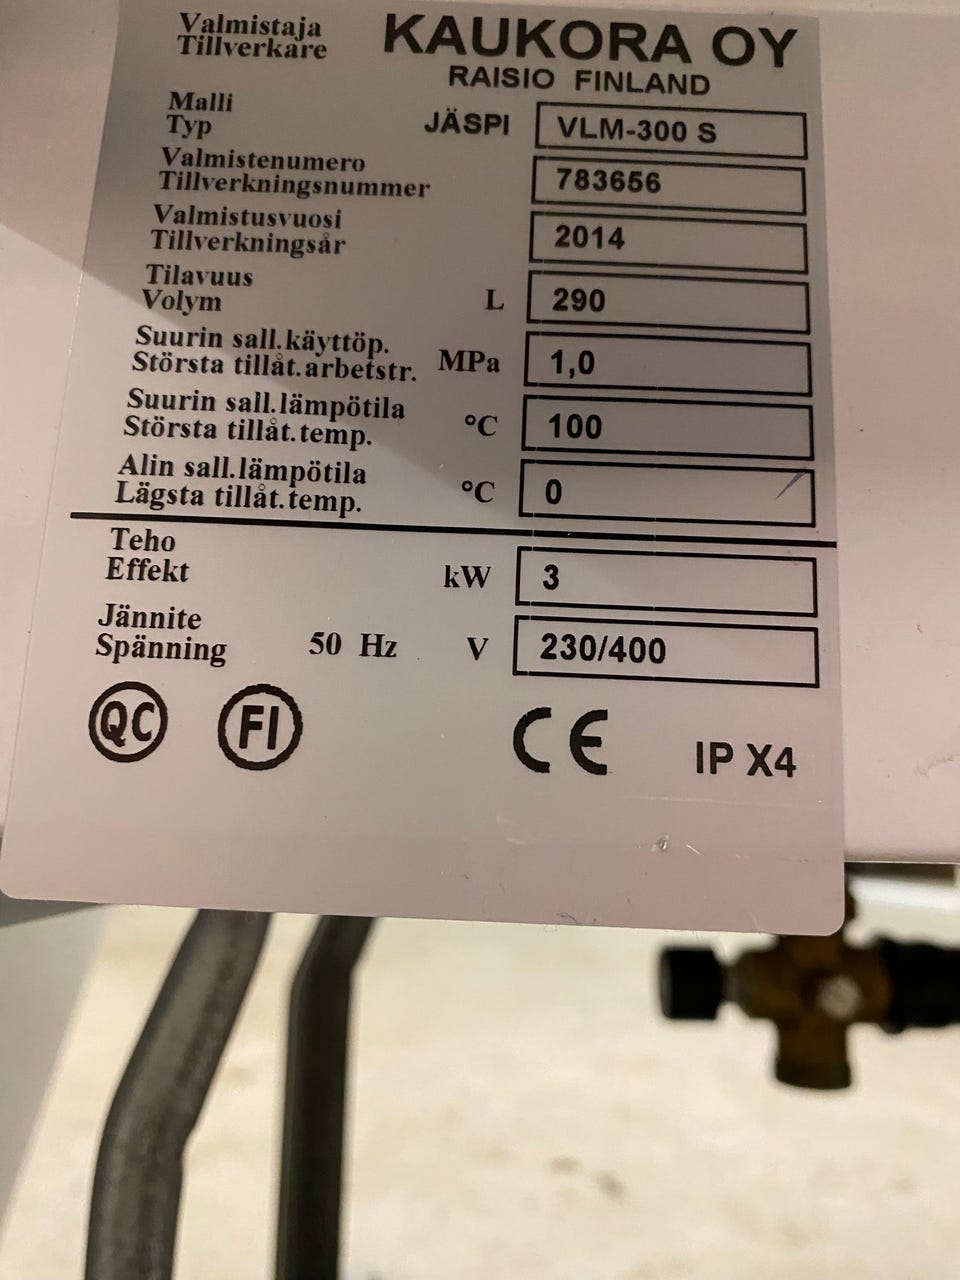 Valmistaja KAUKORA OY
Tillverkare
RAISIO FINLAND
Malli
Typ JÄSPI VLM-300 S
Valmistenumero
Tillverkningsnummer 783656
Valmistusvuosi
Tillverkningsår 2014
Tilavuus
Volym L 290
Suurin sall.käyttöp.
Största tillåt.arbetstr. MPa 1,0
Suurin sall.lämpötila
Största tillåt.temp. °C 100
Alin sall.lämpötila
Lägsta tillåt.temp. °C 0
Teho
Effekt kW 3
Jännite
Spänning 50 Hz V 230/400
QC FI CE IP X4